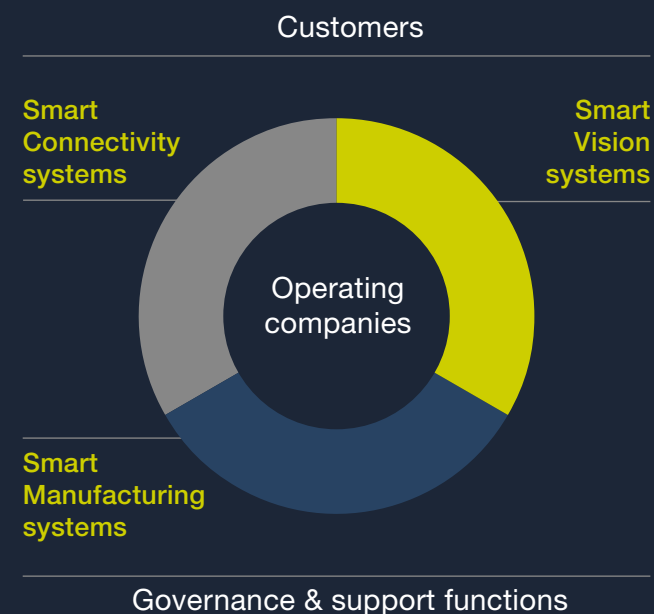 Customers
Smart
Connectivity
systems
Smart
Vision
systems
Operating
companies
Smart
Manufacturing
systems
Governance & support functions